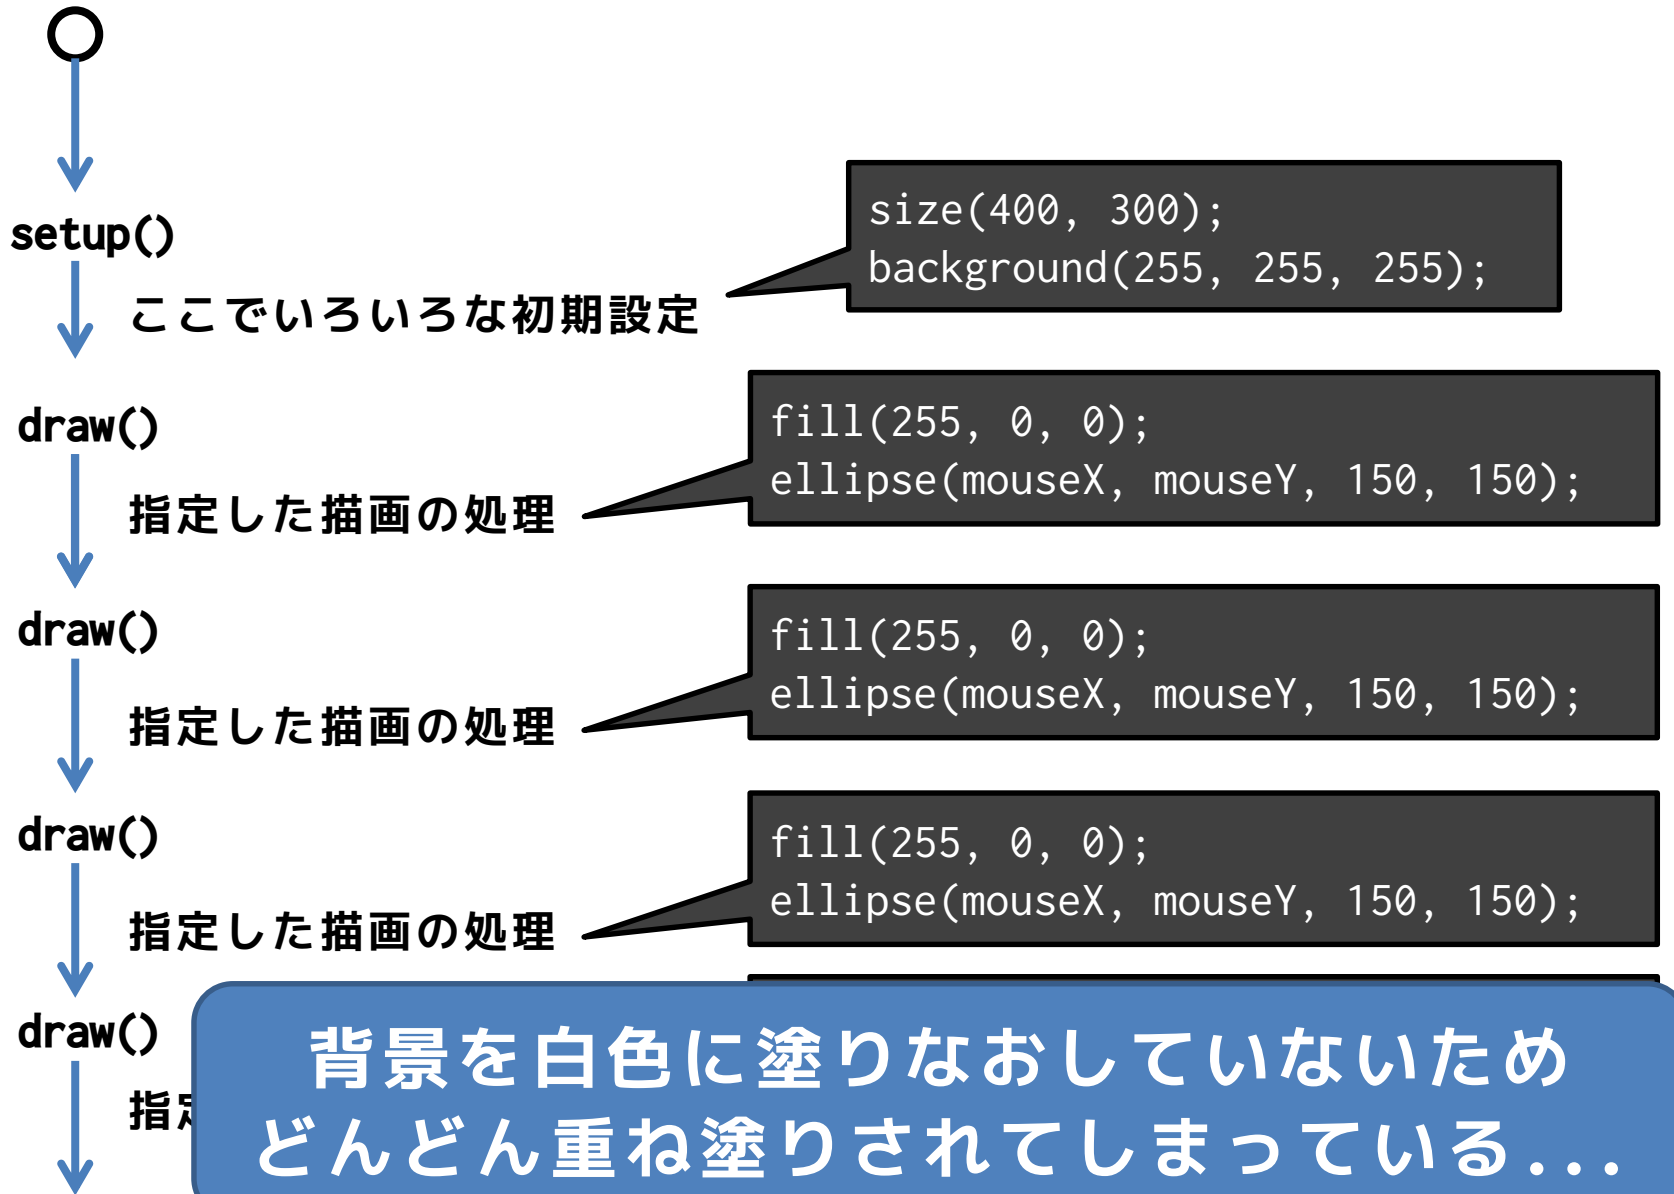 setup()
ここでいろいろな初期設定
size(400, 300);
background(255, 255, 255);
draw()
指定した描画の処理
fill(255, 0, 0);
ellipse(mouseX, mouseY, 150, 150);
draw()
指定した描画の処理
fill(255, 0, 0);
ellipse(mouseX, mouseY, 150, 150);
draw()
指定した描画の処理
fill(255, 0, 0);
ellipse(mouseX, mouseY, 150, 150);
draw()
指
背景を白色に塗りなおしていないため
どんどん重ね塗りされてしまっている...